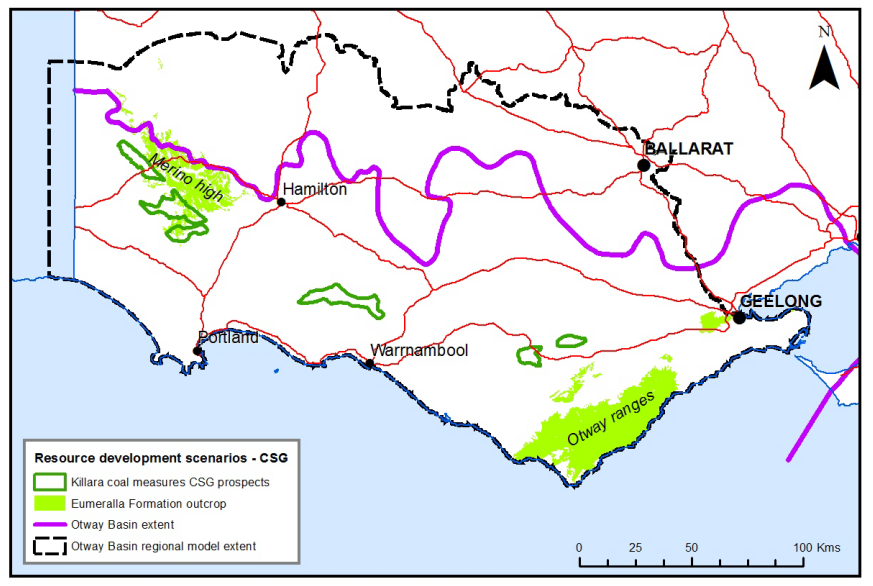 N
BALLARAT
Merino high
Hamilton
GEELONG
Portland
Warrnambool
Otway ranges
Resource development scenarios - CSG
Killara coal measures CSG prospects
Eumeralla Formation outcrop
Otway Basin extent
Otway Basin regional model extent
0 25 50 100 Kms